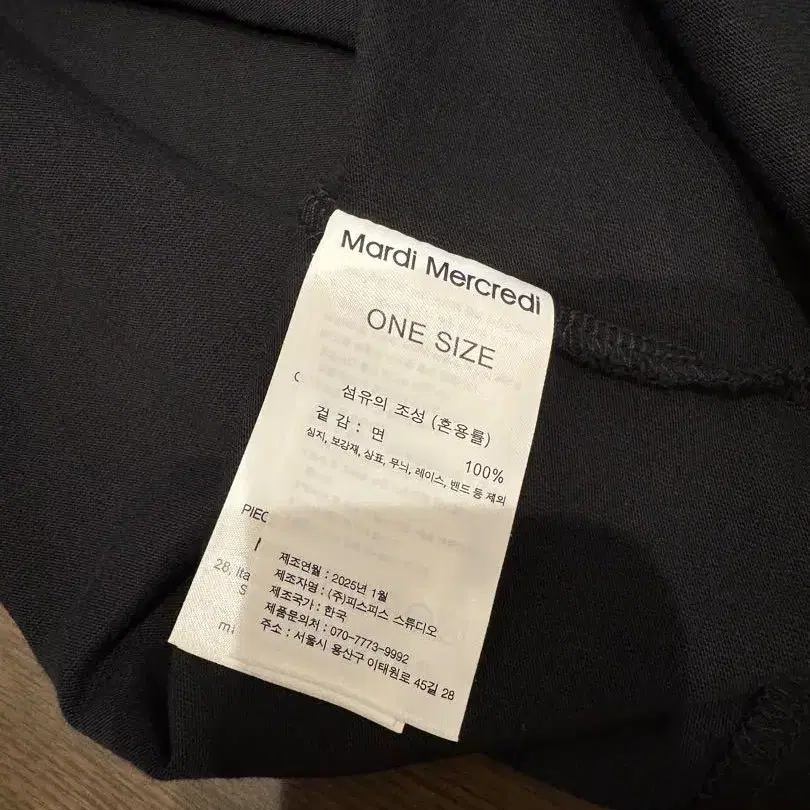 Mardi Mercredi
ONE SIZE
섬유의 조성 (혼용률)
겉 감 : 면 100%
심지, 보강재, 상표, 무늬, 레이스, 밴드 등 제외
제조연월 : 2025년 1월
제조자명 : (주)피스피스 스튜디오
제조국가 : 한국
제품문의처 : 070-7773-9992
주소 : 서울시 용산구 이태원로 45길 28
PIEC
28, Ita
S